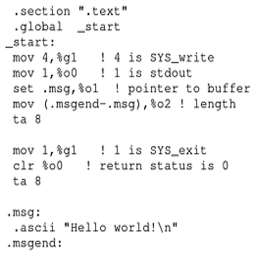 .section ".text"
.global _start
_start:
mov 4,%g1 ! 4 is SYS_write
mov 1,%o0 ! 1 is stdout
set .msg,%o1 ! pointer to buffer
mov (.msgend-.msg),%o2 ! length
ta 8
mov 1,%g1 ! 1 is SYS_exit
clr %o0 ! return status is 0
ta 8
.msg:
.ascii "Hello world!\n"
.msgend: